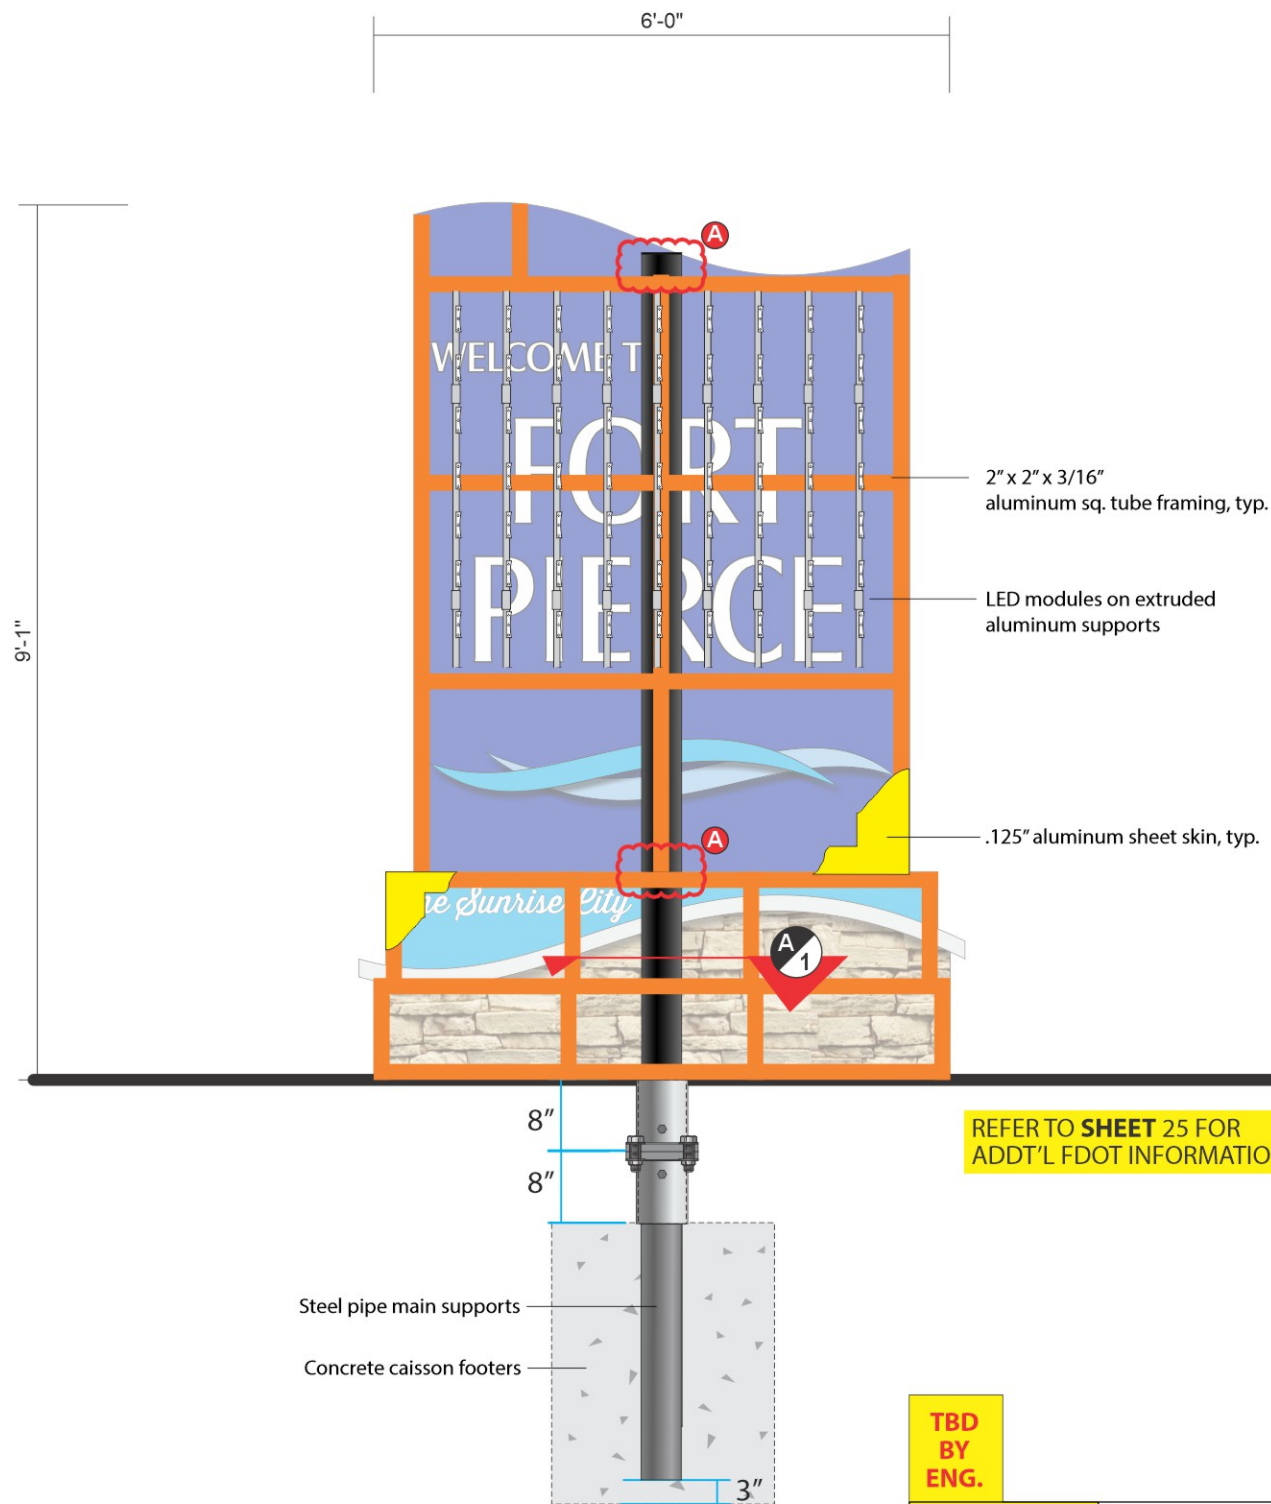 6'-0"
9'-1"
A
WELCOME T
FORT
PIERCE
2” x 2” x 3/16”
aluminum sq. tube framing, typ.
LED modules on extruded
aluminum supports
A
.125” aluminum sheet skin, typ.
Sunrise City
A
1
8”
8”
REFER TO SHEET 25 FOR
ADDT’L FDOT INFORMATIO
Steel pipe main supports
Concrete caisson footers
3”
TBD
BY
ENG.